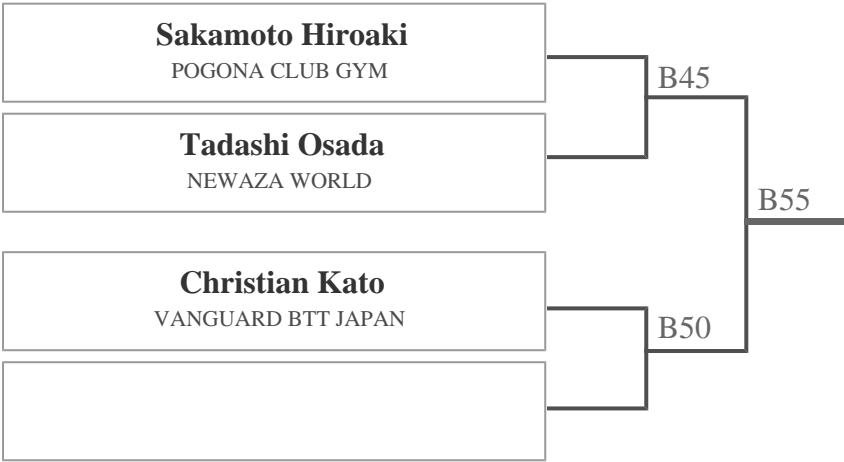 Sakamoto Hiroaki
POGONA CLUB GYM
B45
Tadashi Osada
NEWAZA WORLD
B55
Christian Kato
VANGUARD BTT JAPAN
B50